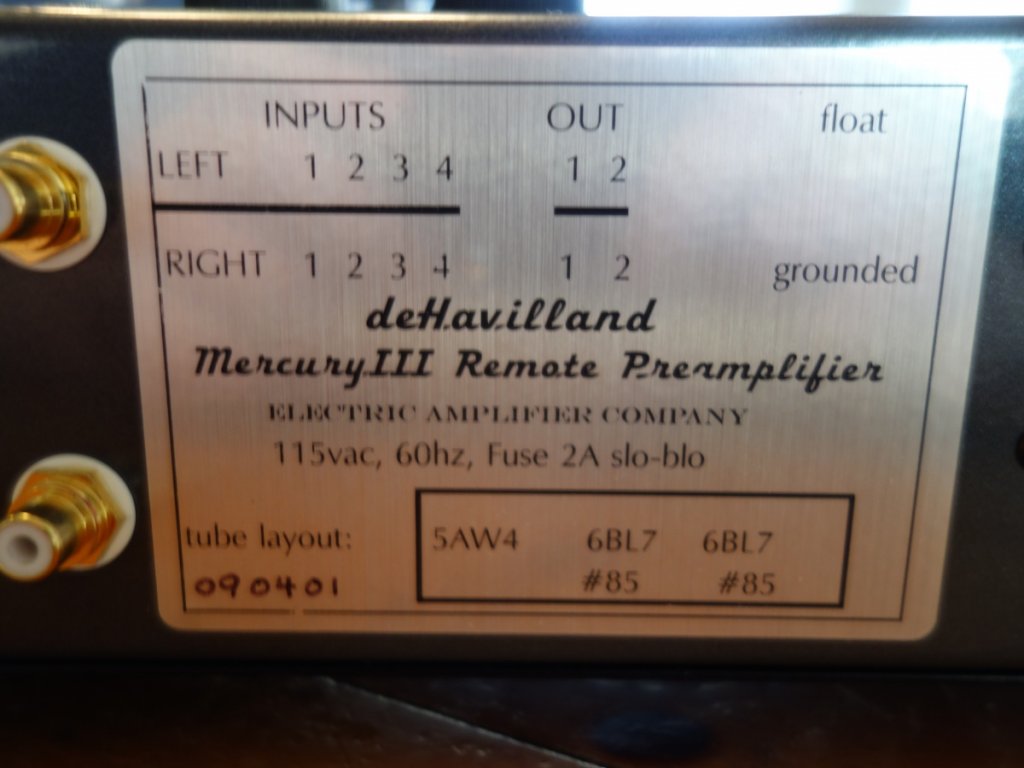 INPUTS OUT float
LEFT 1 2 3 4 1 2
RIGHT 1 2 3 4 1 2 grounded
deHavilland
Mercury III Remote Preamplifier
ELECTRIC AMPLIFIER COMPANY
115vac, 60hz, Fuse 2A slo-blo
tube layout: 5AW4 6BL7 6BL7
090401 #85 #85